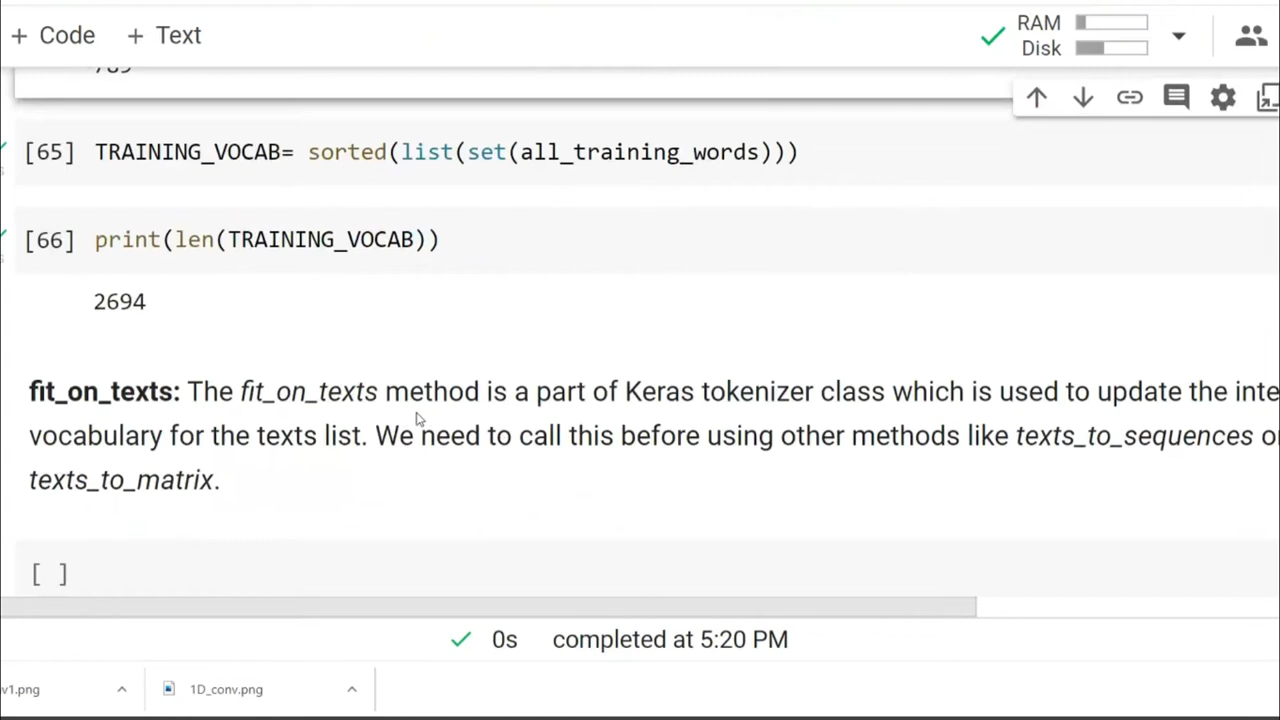 + Code + Text
RAM
Disk
789
[65] TRAINING_VOCAB= sorted(list(set(all_training_words)))
[66] print(len(TRAINING_VOCAB))
2694
fit_on_texts: The fit_on_texts method is a part of Keras tokenizer class which is used to update the inte
vocabulary for the texts list. We need to call this before using other methods like texts_to_sequences o
texts_to_matrix.
[ ]
0s completed at 5:20 PM
v1.png 1D_conv.png